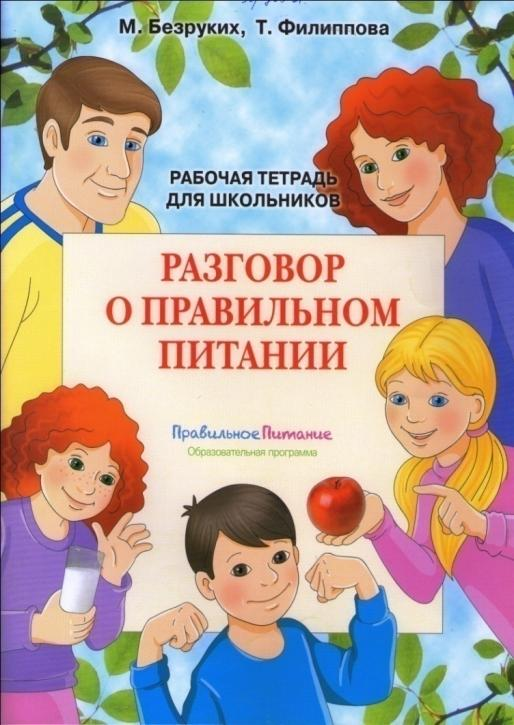 М. Безруких, Т. Филиппова
РАБОЧАЯ ТЕТРАДЬ
ДЛЯ ШКОЛЬНИКОВ
РАЗГОВОР
О ПРАВИЛЬНОМ
ПИТАНИИ
ПравильноеПитание
Образовательная программа